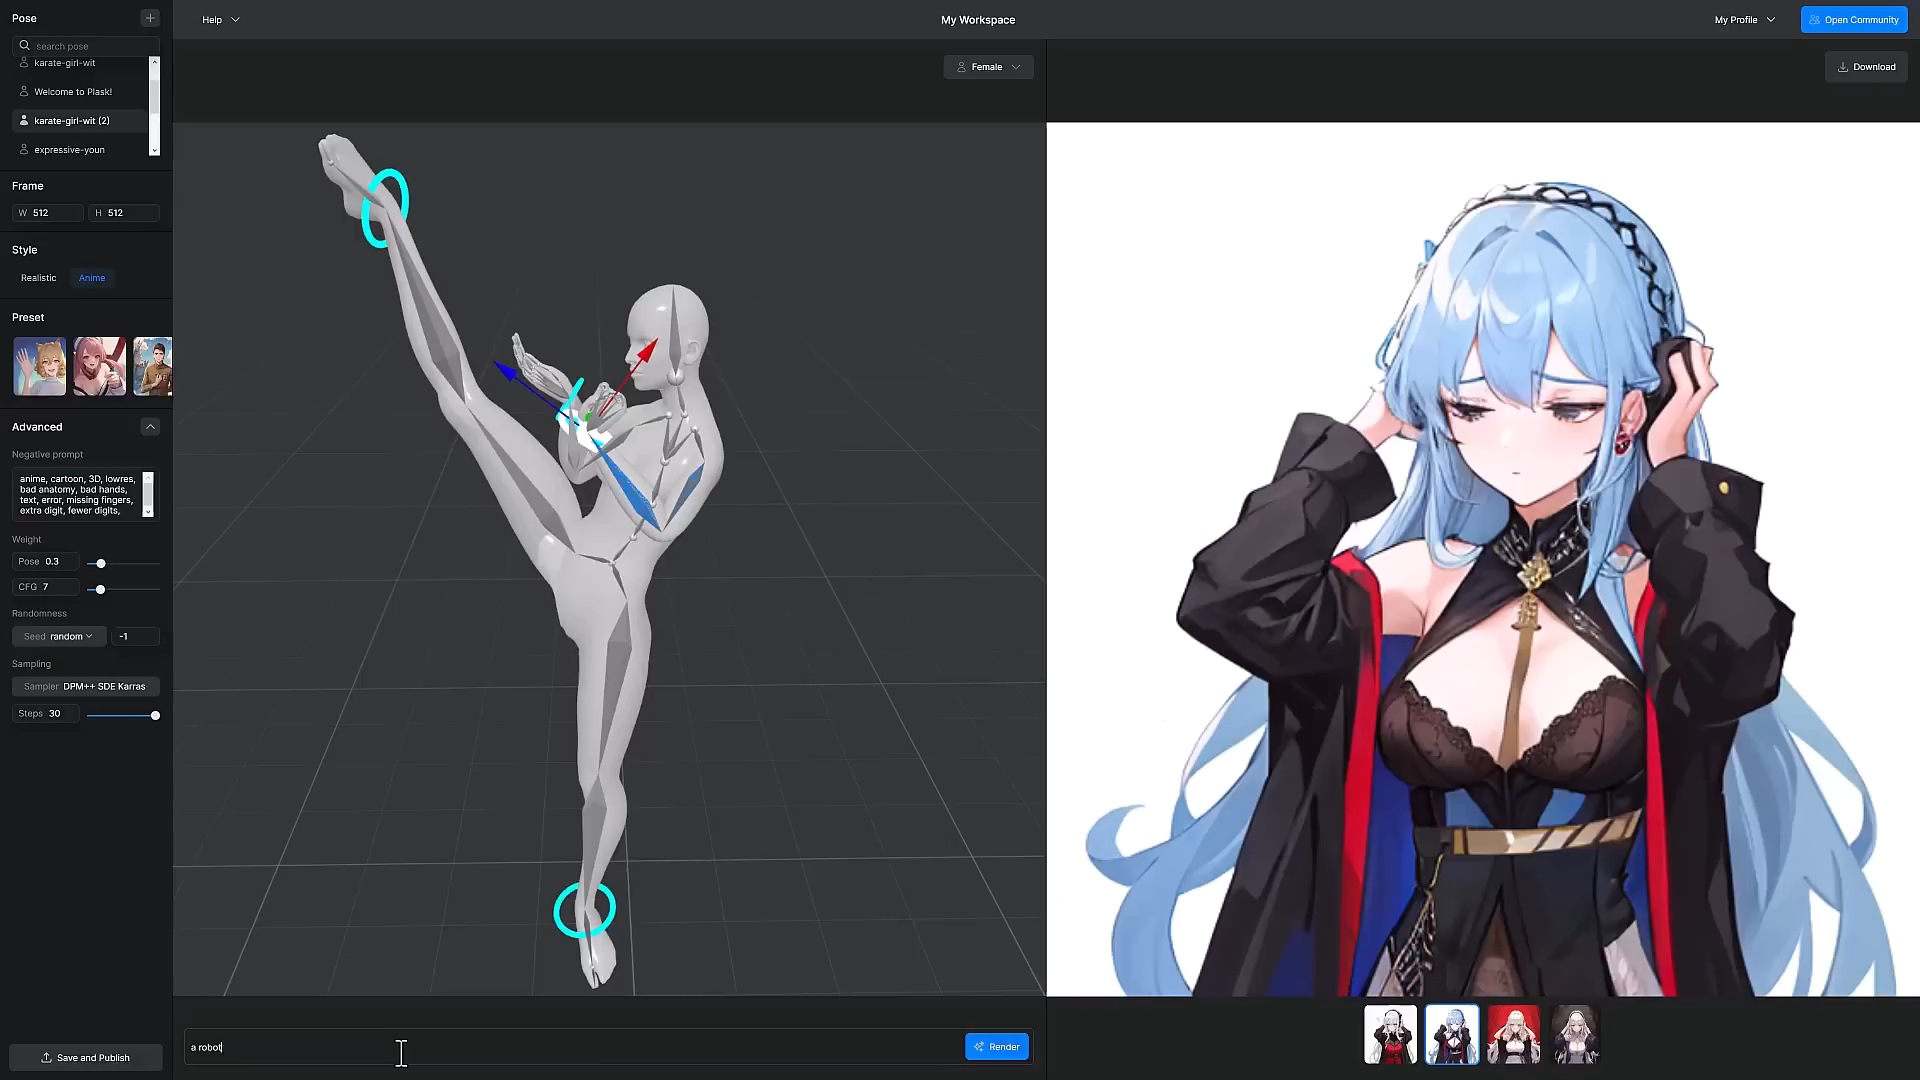 Pose
Help
My Workspace
My Profile
Open Community
search pose
karate-girl-wit
Welcome to Plask!
karate-girl-wit (2)
expressive-youn
Female
Download
Frame
W 512
H 512
Style
Realistic
Anime
Preset
Advanced
Negative prompt
anime, cartoon, 3D, lowres,
bad anatomy, bad hands,
text, error, missing fingers,
extra digit, fewer digits,
Weight
Pose 0.3
CFG 7
Randomness
Seed random
-1
Sampling
Sampler DPM++ SDE Karras
Steps 30
Save and Publish
a robot
Render